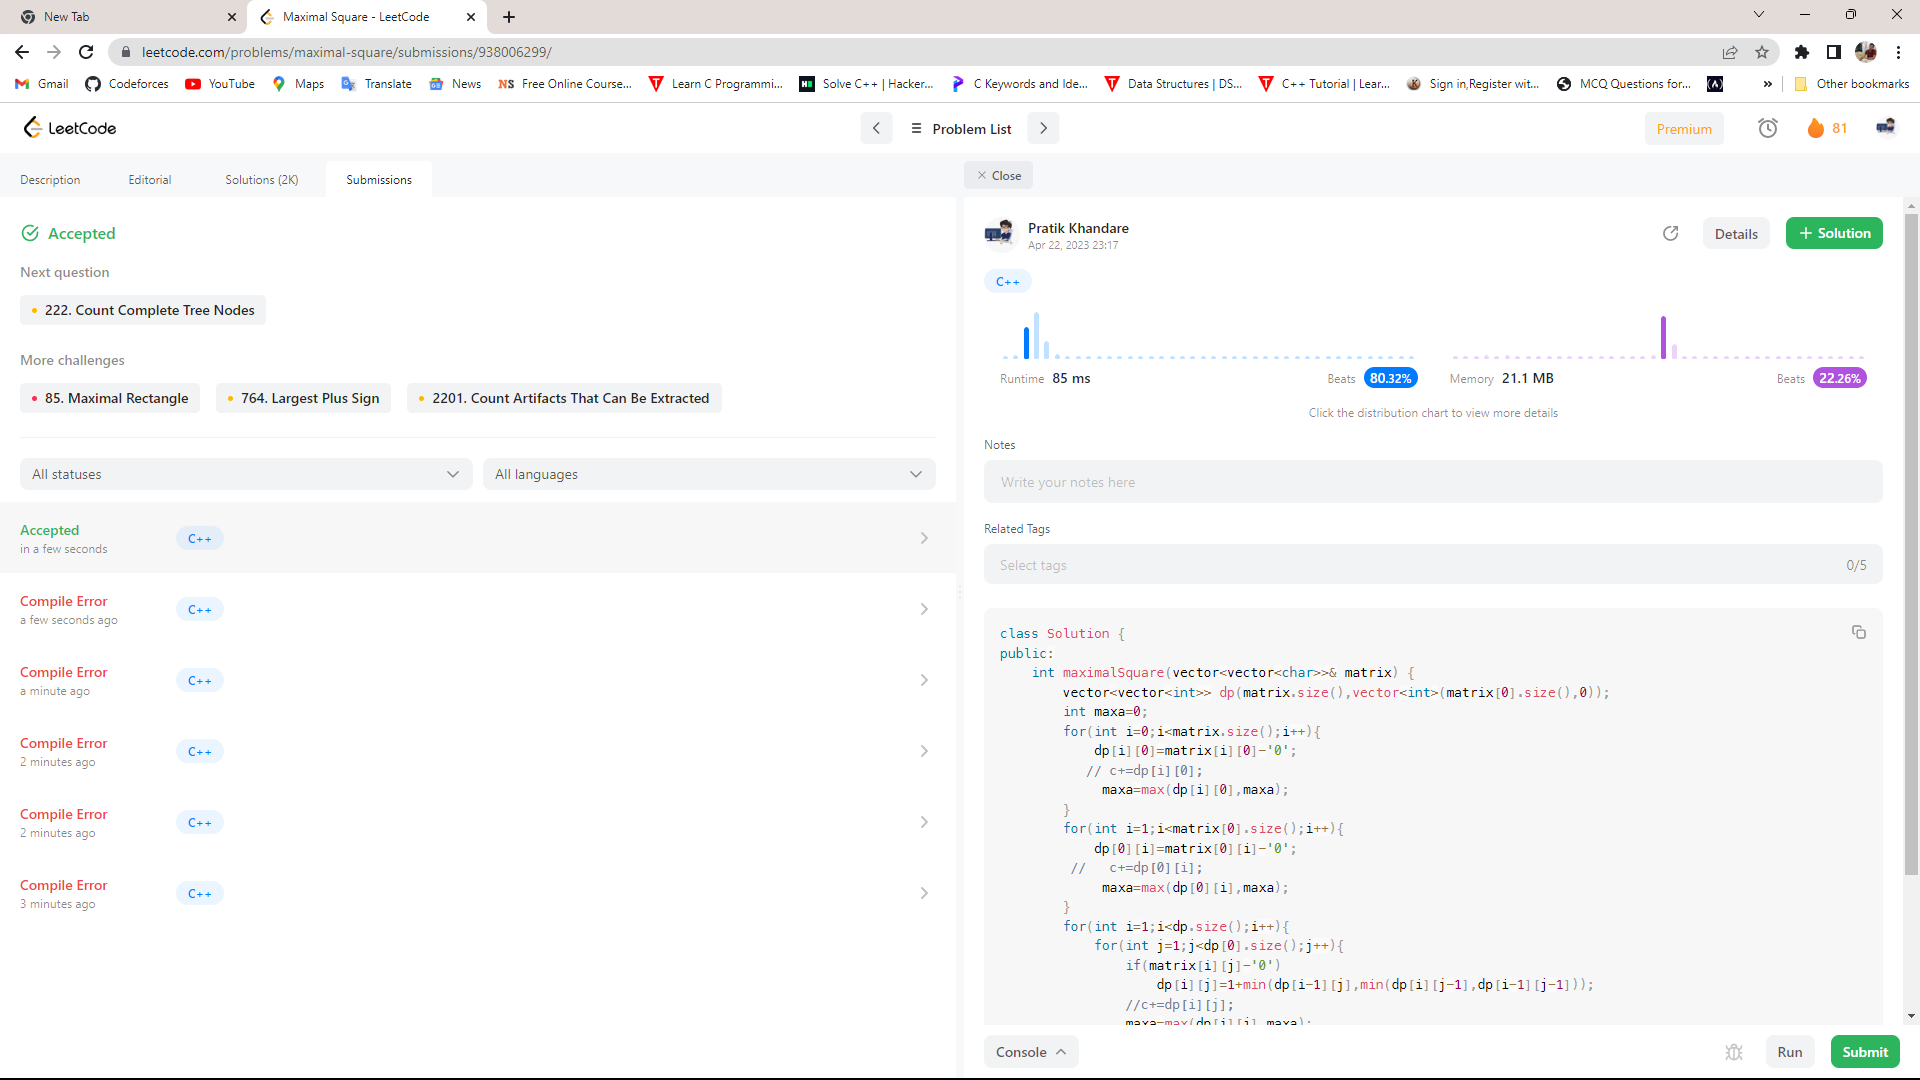 New Tab
Maximal Square - LeetCode
leetcode.com/problems/maximal-square/submissions/938006299/
Gmail
Codeforces
YouTube
Maps
Translate
News
NS
Free Online Course...
Learn C Programmi...
Solve C++ | Hacker...
C Keywords and Ide...
Data Structures | DS...
C++ Tutorial | Lear...
Sign in,Register wit...
MCQ Questions for...
»
Other bookmarks
LeetCode
Problem List
Premium
81
Description
Editorial
Solutions (2K)
Submissions
Close
Accepted
Next question
222. Count Complete Tree Nodes
More challenges
85. Maximal Rectangle
764. Largest Plus Sign
2201. Count Artifacts That Can Be Extracted
All statuses
All languages
Accepted
in a few seconds
C++
Compile Error
a few seconds ago
C++
Compile Error
a minute ago
C++
Compile Error
2 minutes ago
C++
Compile Error
2 minutes ago
C++
Compile Error
3 minutes ago
C++
Pratik Khandare
Apr 22, 2023 23:17
Details
+ Solution
C++
Runtime 85 ms
Beats 80.32%
Memory 21.1 MB
Beats 22.26%
Click the distribution chart to view more details
Notes
Write your notes here
Related Tags
Select tags
0/5
class Solution {
public:
    int maximalSquare(vector<vector<char>>& matrix) {
        vector<vector<int>> dp(matrix.size(),vector<int>(matrix[0].size(),0));
        int maxa=0;
        for(int i=0;i<matrix.size();i++){
            dp[i][0]=matrix[i][0]-'0';
           // c+=dp[i][0];
             maxa=max(dp[i][0],maxa);
        }
        for(int i=1;i<matrix[0].size();i++){
            dp[0][i]=matrix[0][i]-'0';
         //   c+=dp[0][i];
             maxa=max(dp[0][i],maxa);
        }
        for(int i=1;i<dp.size();i++){
            for(int j=1;j<dp[0].size();j++){
                if(matrix[i][j]-'0')
                    dp[i][j]=1+min(dp[i-1][j],min(dp[i][j-1],dp[i-1][j-1]));
                //c+=dp[i][j];
                maxa=max(dp[i][j],maxa);
Console
Run
Submit